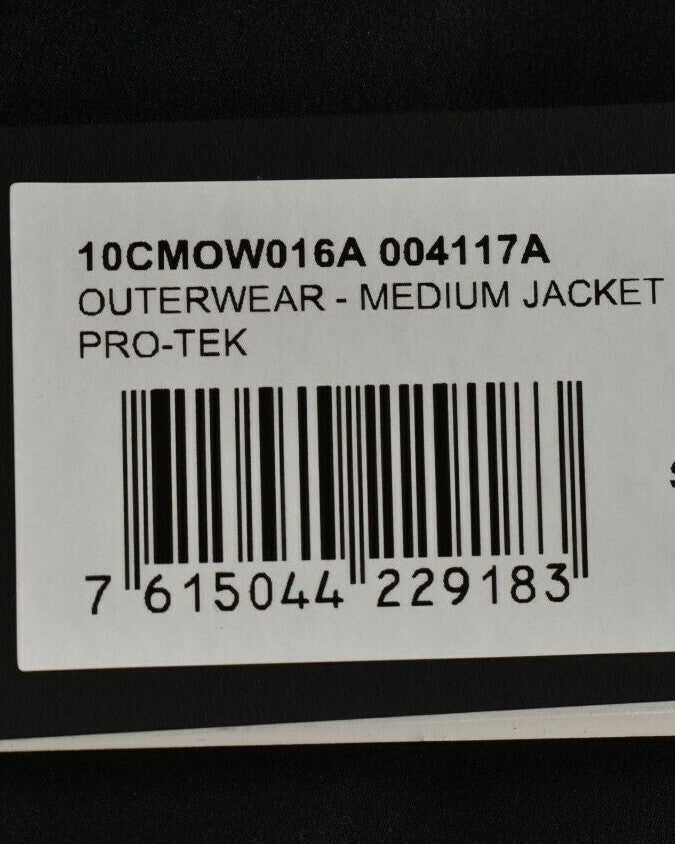 10CMOW016A 004117A
OUTERWEAR - MEDIUM JACKET
PRO-TEK
7 615044 229183